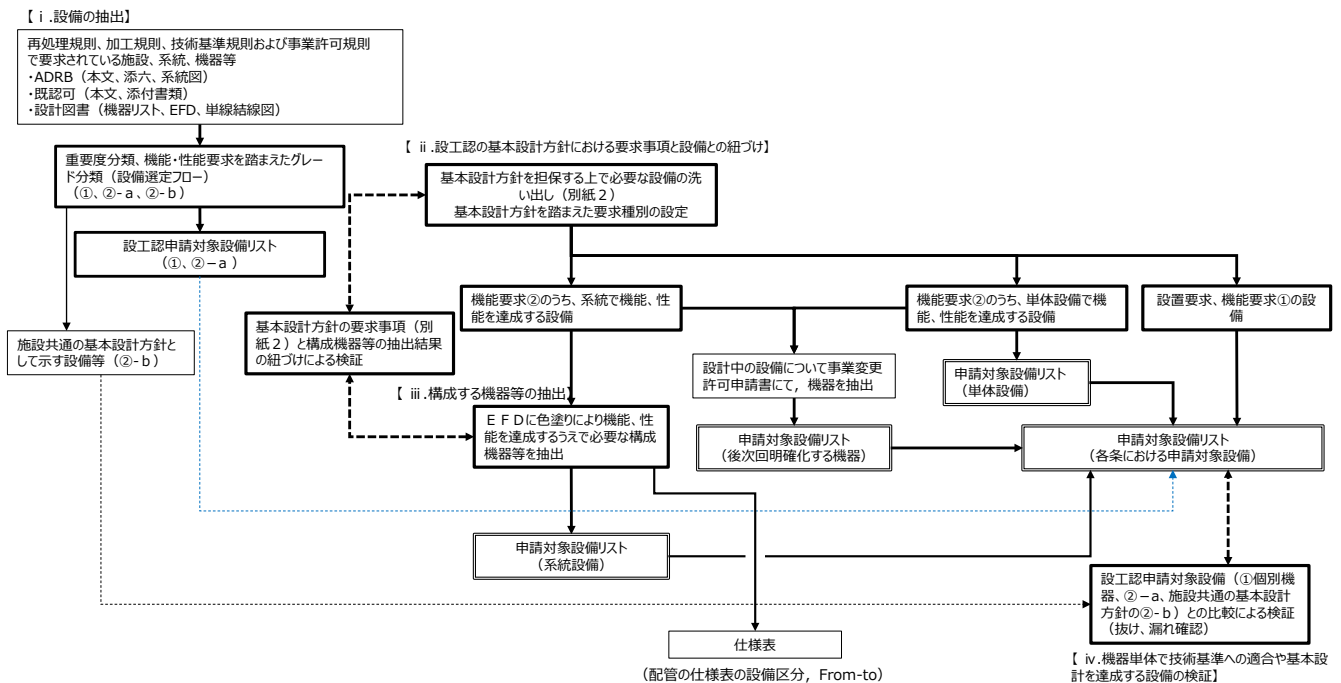 【 ⅰ.設備の抽出】
再処理規則、加工規則、技術基準規則および事業許可規則
で要求されている施設、系統、機器等
・ADRB（本文、添六、系統図）
・既認可（本文、添付書類）
・設計図書（機器リスト、EFD、単線結線図）
重要度分類、機能・性能要求を踏まえたグレー
ド分類（設備選定フロー）
（①、②-ａ、②-ｂ）
設工認申請対象設備リスト
（①、②－ａ）
施設共通の基本設計方針と
して示す設備等（②-ｂ）
【 ⅱ.設工認の基本設計方針における要求事項と設備との紐づけ】
基本設計方針を担保する上で必要な設備の洗
い出し（別紙２）
基本設計方針を踏まえた要求種別の設定
基本設計方針の要求事項（別
紙２）と構成機器等の抽出結果
の紐づけによる検証
機能要求②のうち、系統で機能、性
能を達成する設備
機能要求②のうち、単体設備で機
能、性能を達成する設備
設置要求、機能要求①の設
備
設計中の設備について事業変更
許可申請書にて，機器を抽出
申請対象設備リスト
（単体設備）
【 ⅲ.構成する機器等の抽出】
ＥＦＤに色塗りにより機能、性
能を達成するうえで必要な構成
機器等を抽出
申請対象設備リスト
（後次回明確化する機器）
申請対象設備リスト
（各条における申請対象設備）
申請対象設備リスト
（系統設備）
設工認申請対象設備（①個別機
器、②－ａ、施設共通の基本設計
方針の②-ｂ）との比較による検証
（抜け、漏れ確認）
仕様表
（配管の仕様表の設備区分，From-to）
【 ⅳ.機器単体で技術基準への適合や基本設
計を達成する設備の検証】